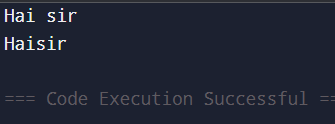 Hai sir
Haisir
=== Code Execution Successful ==